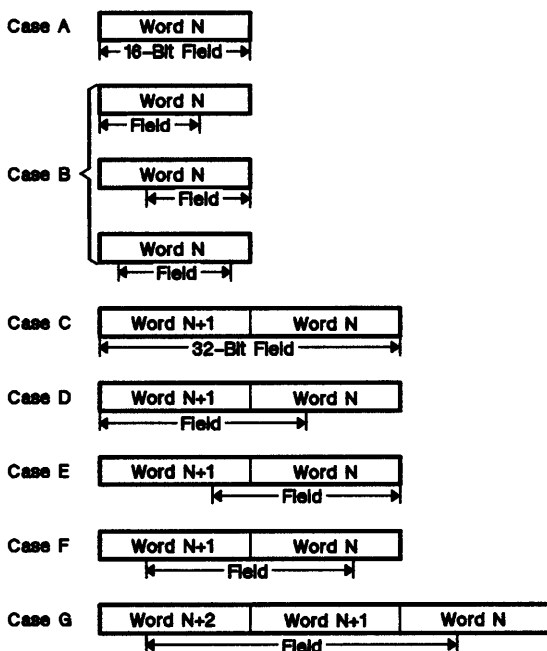 Case A Word N
16-Bit Field
Word N
Field
Case B Word N
Field
Word N
Field
Case C Word N+1 Word N
32-Bit Field
Case D Word N+1 Word N
Field
Case E Word N+1 Word N
Field
Case F Word N+1 Word N
Field
Case G Word N+2 Word N+1 Word N
Field